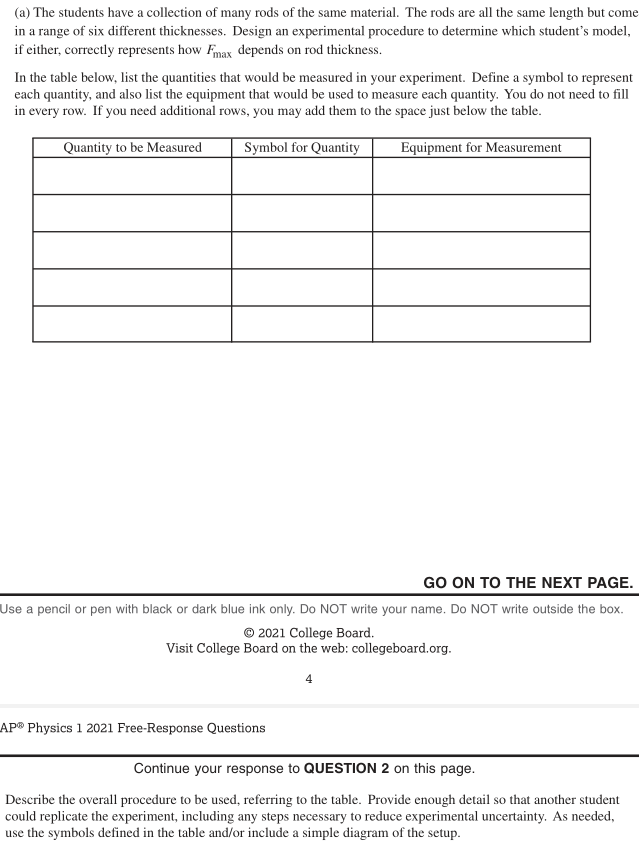 (a) The students have a collection of many rods of the same material. The rods are all the same length but come
in a range of six different thicknesses. Design an experimental procedure to determine which student's model,
if either, correctly represents how Fmax depends on rod thickness.
In the table below, list the quantities that would be measured in your experiment. Define a symbol to represent
each quantity, and also list the equipment that would be used to measure each quantity. You do not need to fill
in every row. If you need additional rows, you may add them to the space just below the table.
Quantity to be Measured Symbol for Quantity Equipment for Measurement
GO ON TO THE NEXT PAGE.
Use a pencil or pen with black or dark blue ink only. Do NOT write your name. Do NOT write outside the box.
© 2021 College Board.
Visit College Board on the web: collegeboard.org.
4
AP® Physics 1 2021 Free-Response Questions
Continue your response to QUESTION 2 on this page.
Describe the overall procedure to be used, referring to the table. Provide enough detail so that another student
could replicate the experiment, including any steps necessary to reduce experimental uncertainty. As needed,
use the symbols defined in the table and/or include a simple diagram of the setup.